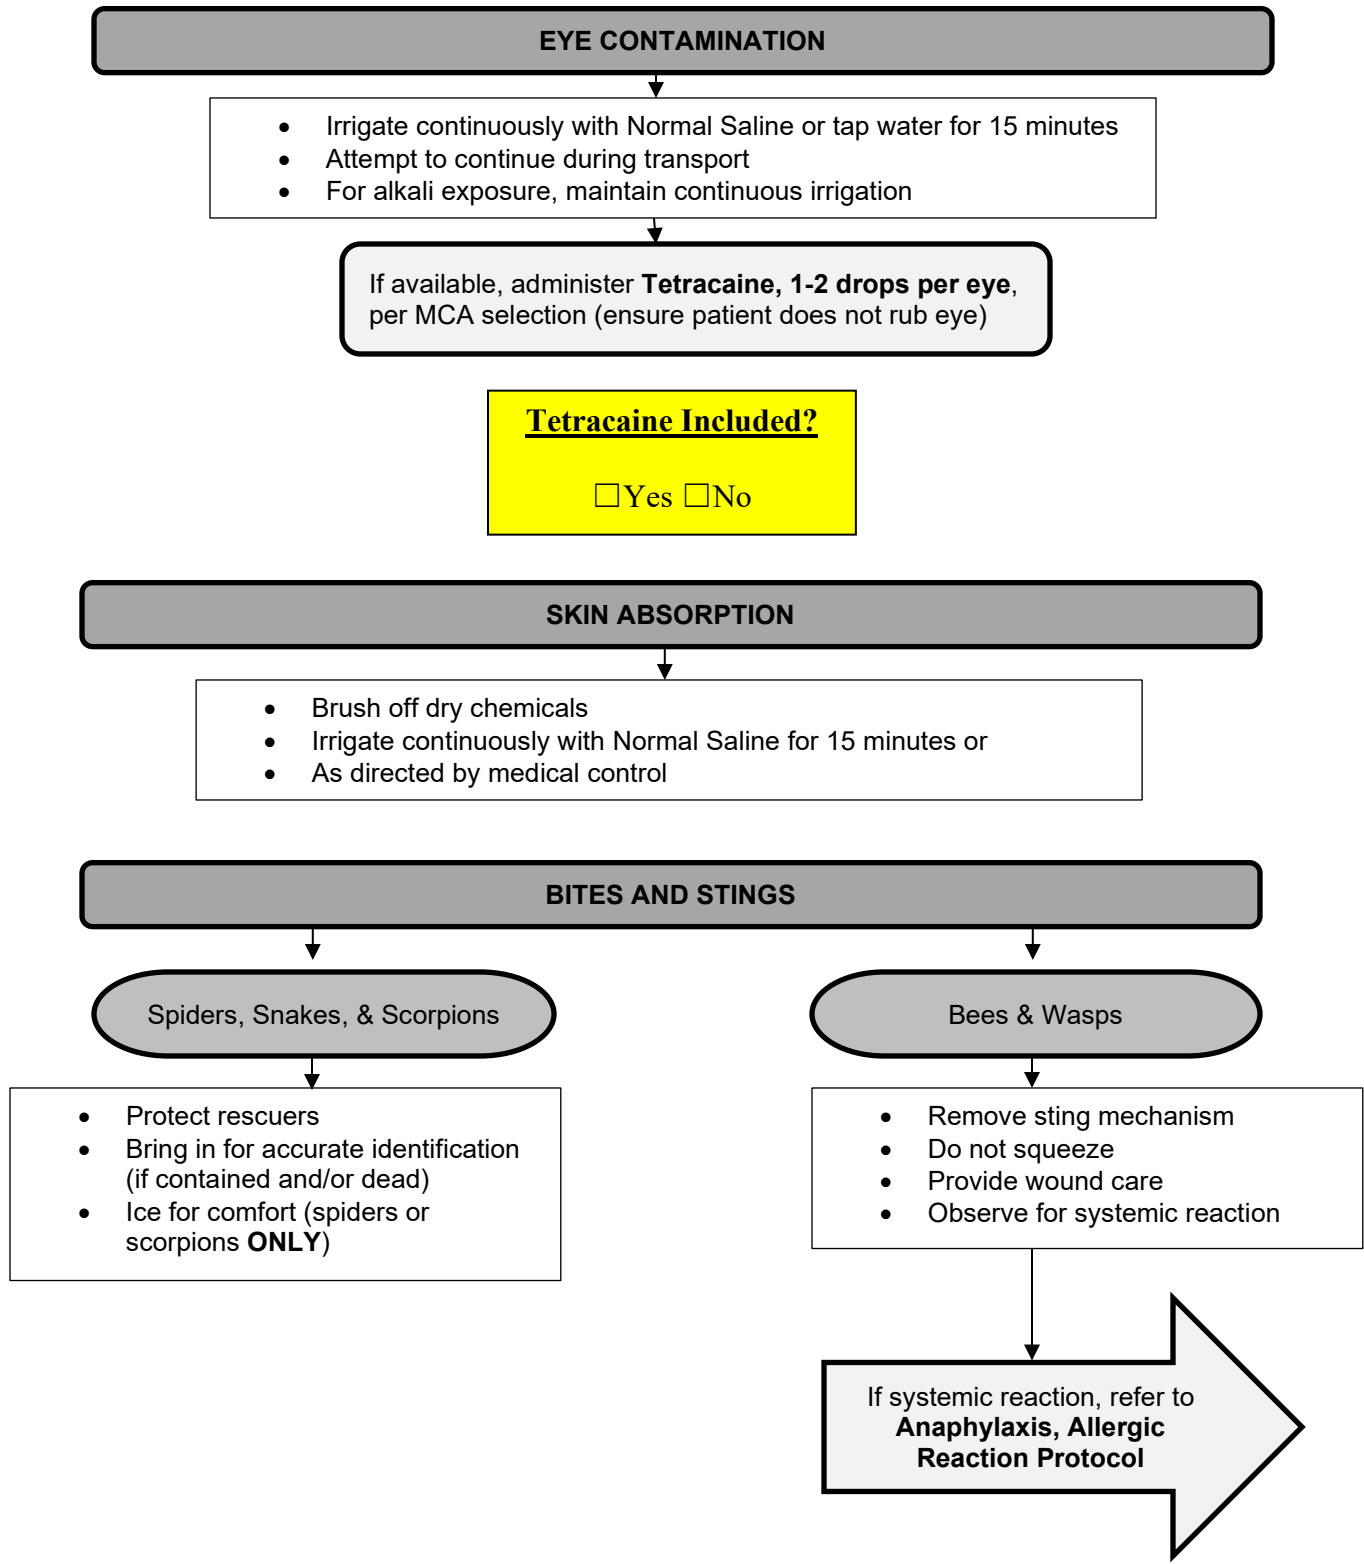 EYE CONTAMINATION
• Irrigate continuously with Normal Saline or tap water for 15 minutes
• Attempt to continue during transport
• For alkali exposure, maintain continuous irrigation
If available, administer Tetracaine, 1-2 drops per eye,
per MCA selection (ensure patient does not rub eye)
Tetracaine Included?
☐Yes ☐No
SKIN ABSORPTION
• Brush off dry chemicals
• Irrigate continuously with Normal Saline for 15 minutes or
• As directed by medical control
BITES AND STINGS
Spiders, Snakes, & Scorpions
• Protect rescuers
• Bring in for accurate identification
(if contained and/or dead)
• Ice for comfort (spiders or
scorpions ONLY)
Bees & Wasps
• Remove sting mechanism
• Do not squeeze
• Provide wound care
• Observe for systemic reaction
If systemic reaction, refer to
Anaphylaxis, Allergic
Reaction Protocol